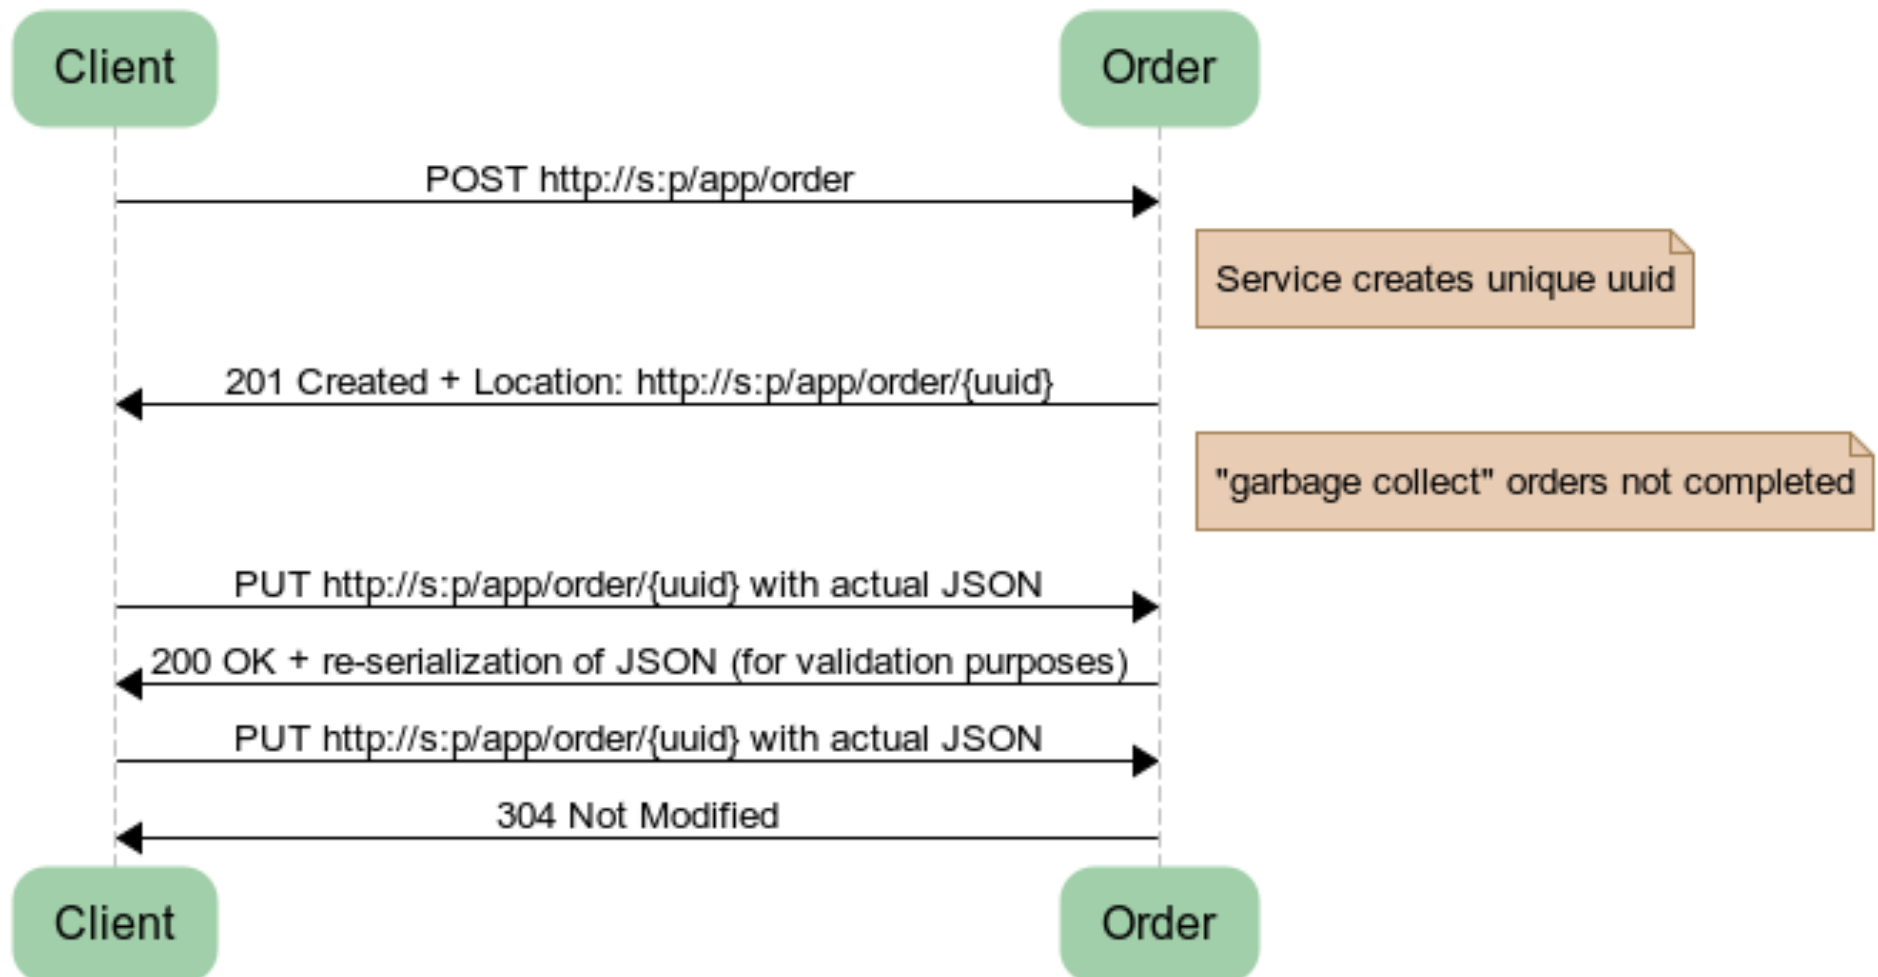 Client
Order
POST http://s:p/app/order
Service creates unique uuid
201 Created + Location: http://s:p/app/order/{uuid}
"garbage collect" orders not completed
PUT http://s:p/app/order/{uuid} with actual JSON
200 OK + re-serialization of JSON (for validation purposes)
PUT http://s:p/app/order/{uuid} with actual JSON
304 Not Modified
Client
Order